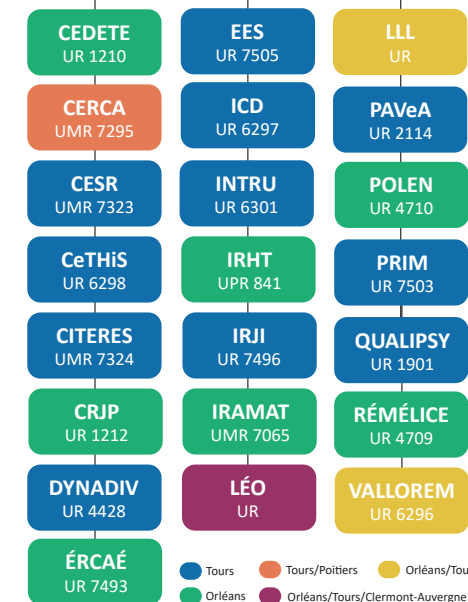 CEDETE
UR 1210
CERCA
UMR 7295
CESR
UMR 7323
CeTHiS
UR 6298
CITERES
UMR 7324
CRJP
UR 1212
DYNADIV
UR 4428
ÉRCAÉ
UR 7493
EES
UR 7505
ICD
UR 6297
INTRU
UR 6301
IRHT
UPR 841
IRJI
UR 7496
IRAMAT
UMR 7065
LÉO
UR
LLL
UR
PAVeA
UR 2114
POLEN
UR 4710
PRIM
UR 7503
QUALIPSY
UR 1901
RÉMÉLICE
UR 4709
VALLOREM
UR 6296
Tours
Tours/Poitiers
Orléans/Tou
Orléans
Orléans/Tours/Clermont-Auvergne